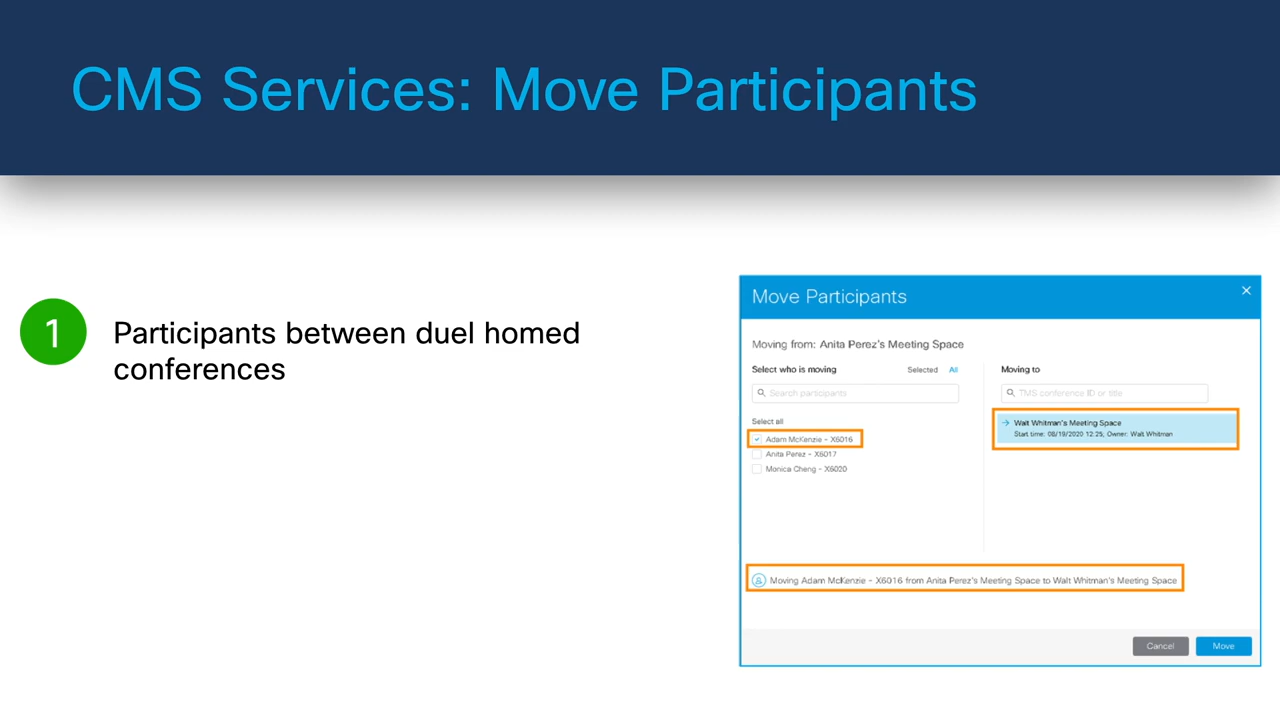 CMS Services: Move Participants
1
Participants between duel homed
conferences
Move Participants
Moving from: Anita Perez's Meeting Space
Select who is moving
Selected All
Search participants
Select all
Adam McKenzie - X6016
Anita Perez - X6017
Monica Cheng - X6020
Moving to
TMS conference ID or title
Walt Whitman's Meeting Space
Start time: 08/19/2020 12:25; Owner: Walt Whitman
Moving Adam McKenzie - X6016 from Anita Perez's Meeting Space to Walt Whitman's Meeting Space
Cancel
Move